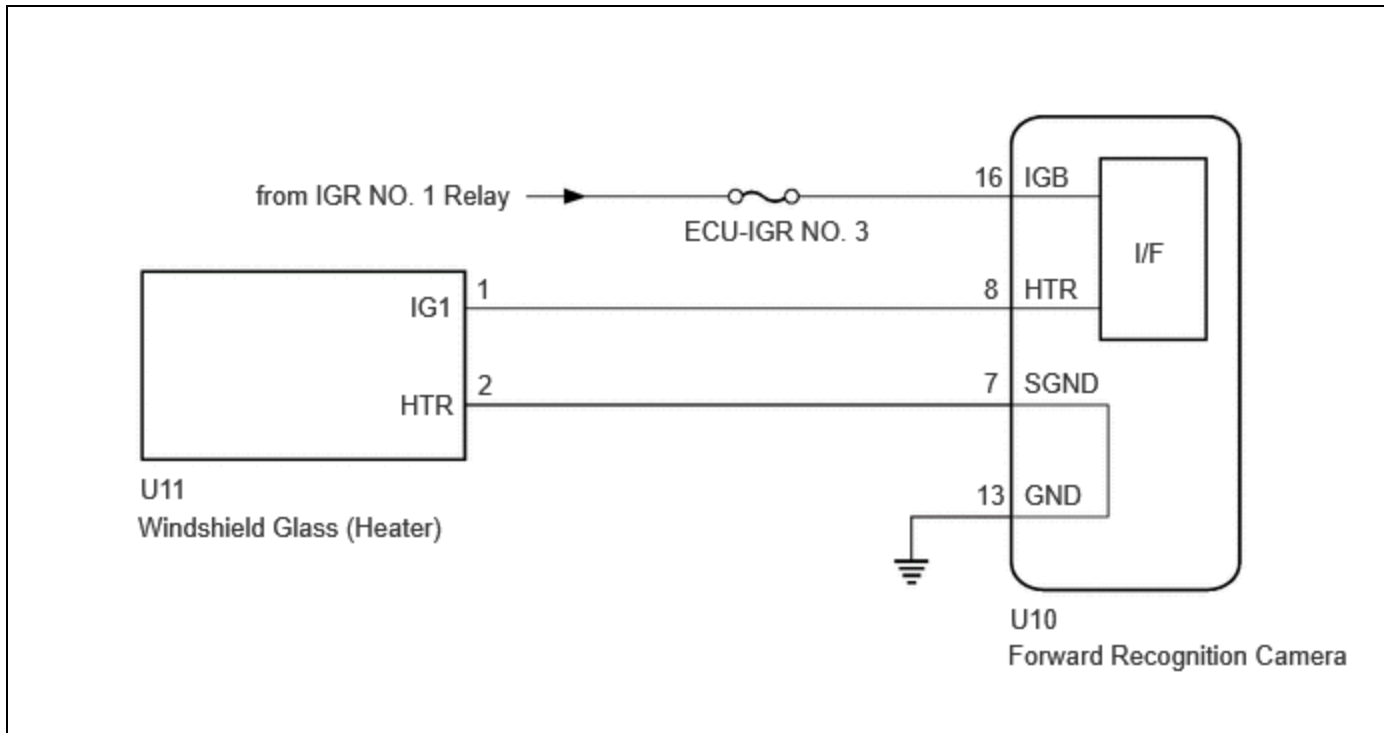 from IGR NO. 1 Relay
ECU-IGR NO. 3
16 IGB
I/F
IG1 1
8 HTR
HTR 2
7 SGND
13 GND
U11
Windshield Glass (Heater)
U10
Forward Recognition Camera